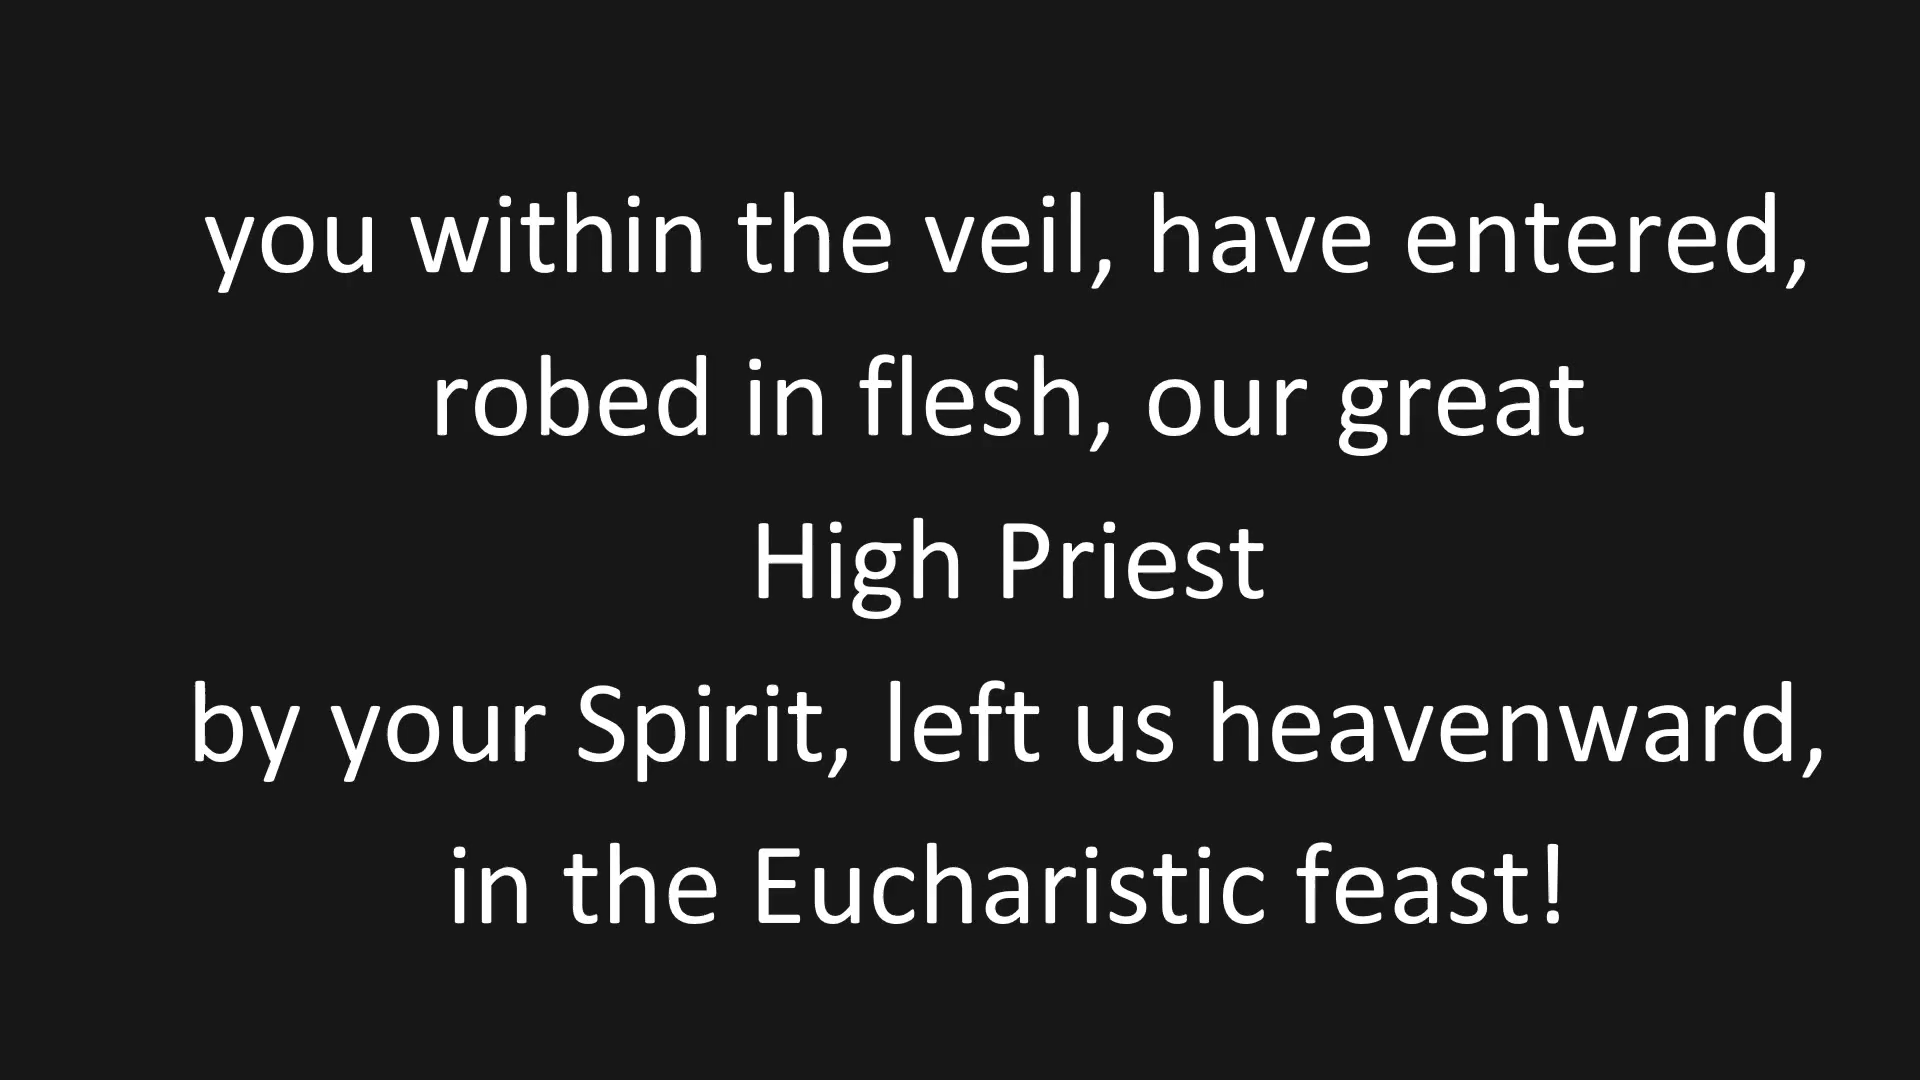 you within the veil, have entered,
robed in flesh, our great
High Priest
by your Spirit, left us heavenward,
in the Eucharistic feast!